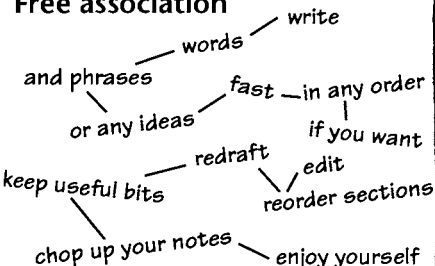 Free association
write
words
and phrases
or any ideas
fast
in any order
if you want
keep useful bits
redraft
edit
reorder sections
chop up your notes
enjoy yourself